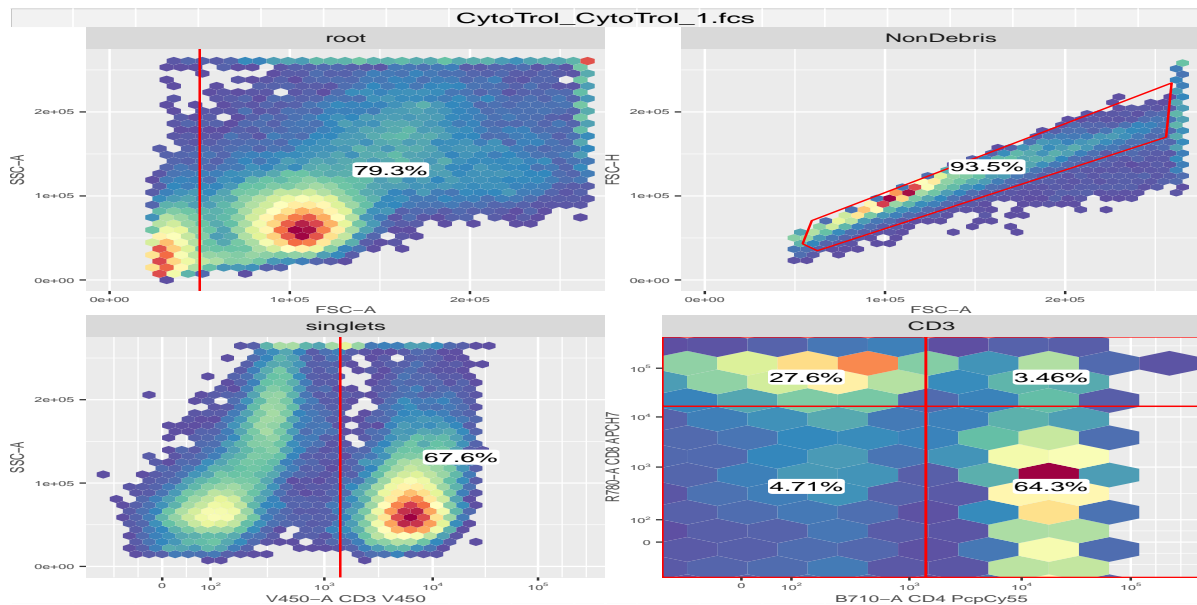 CytoTrol_CytoTrol_1.fcs
root
NonDebris
SSC-A
2e+05
1e+05
0e+00
79.3%
0e+00
1e+05
2e+05
FSC-A
FSC-H
2e+05
1e+05
0e+00
93.5%
0e+00
1e+05
2e+05
FSC-A
singlets
CD3
SSC-A
2e+05
1e+05
0e+00
67.6%
0
10²
10³
10⁴
10⁵
V450-A CD3 V450
R780-A CD8 APCH7
10⁵
10⁴
10³
10²
0
27.6%
3.46%
4.71%
64.3%
0
10²
10³
10⁴
10⁵
B710-A CD4 PcpCy55